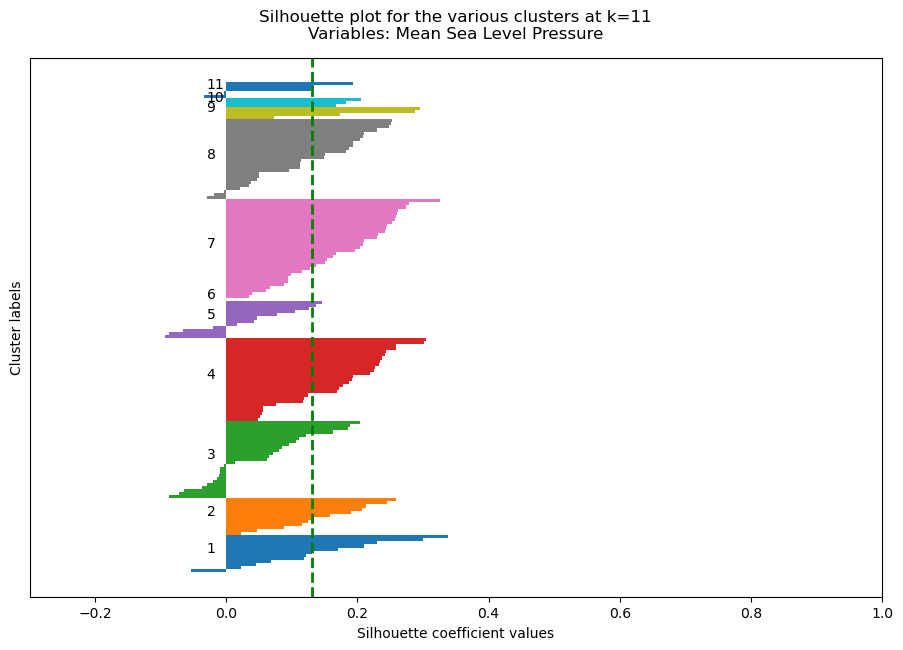 Silhouette plot for the various clusters at k=11
Variables: Mean Sea Level Pressure
11
10
9
8
7
6
5
4
3
2
1
Cluster labels
−0.2 0.0 0.2 0.4 0.6 0.8 1.0
Silhouette coefficient values